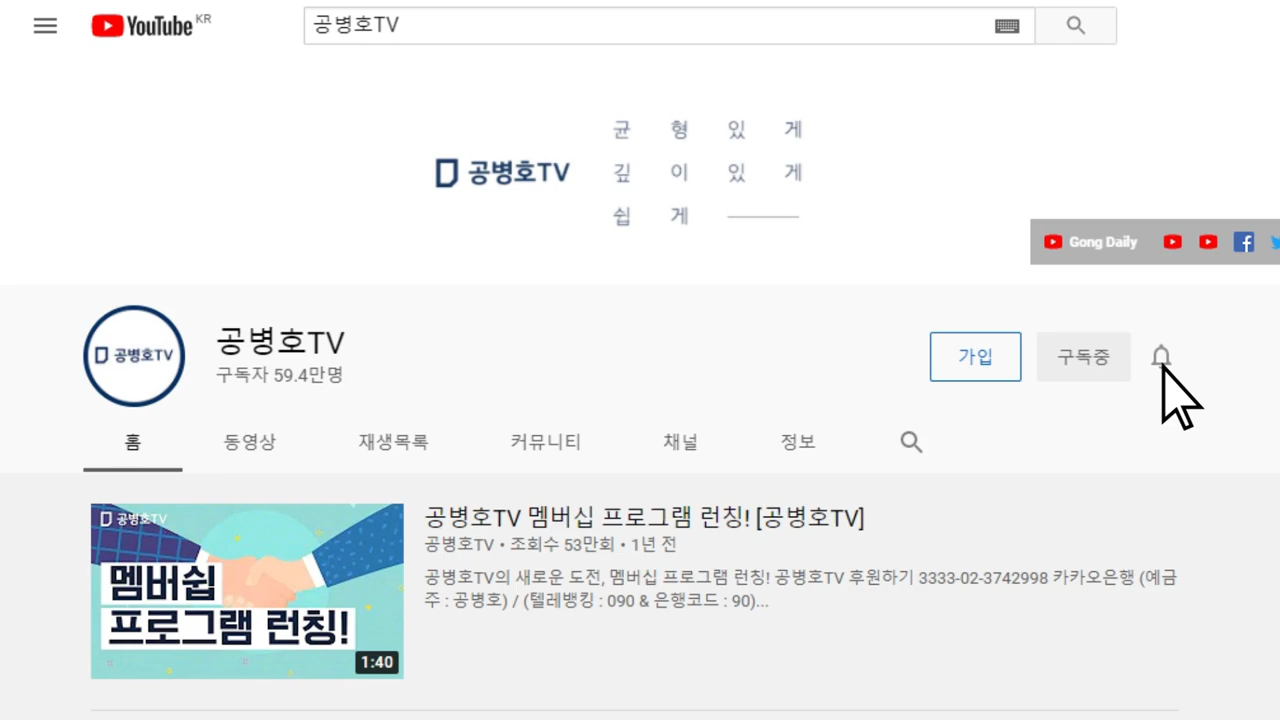 YouTube KR
공병호TV
균 형 있 게
공병호TV
깊 이 있 게
쉽 게
Gong Daily
공병호TV
공병호TV
구독자 59.4만명
가입
구독중
홈
동영상
재생목록
커뮤니티
채널
정보
공병호TV
멤버쉽
프로그램 런칭!
1:40
공병호TV 멤버십 프로그램 런칭! [공병호TV]
공병호TV • 조회수 53만회 • 1년 전
공병호TV의 새로운 도전, 멤버십 프로그램 런칭! 공병호TV 후원하기 3333-02-3742998 카카오은행 (예금
주 : 공병호) / (텔레뱅킹 : 090 & 은행코드 : 90)...